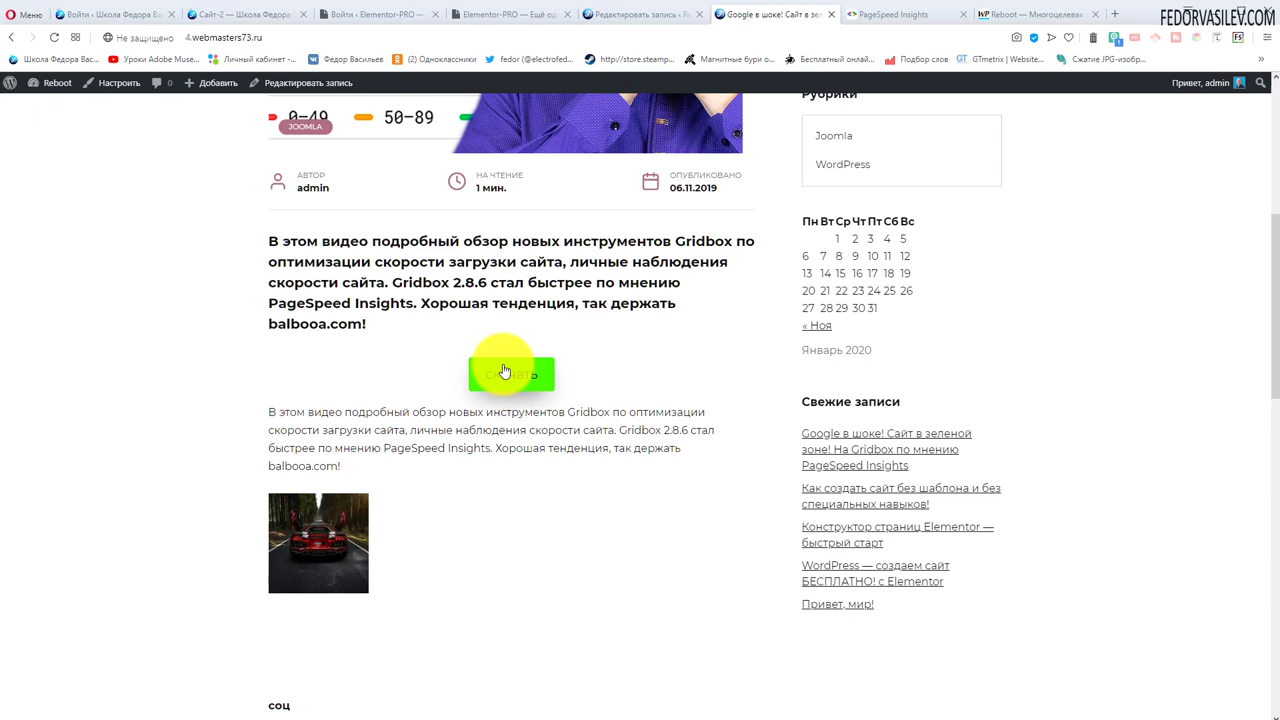 FEDORVASILEV.COM
Меню
Войти ‹ Школа Федора Ва
Сайт-2 — Школа Федора
Войти ‹ Elementor-PRO —
Elementor-PRO — Ещё од
Редактировать запись ‹ Re
Google в шоке! Сайт в зел
PageSpeed Insights
Reboot — Многоцелевая
Не защищено
4.webmasters73.ru
Школа Федора Вас...
Уроки Adobe Muse...
Личный кабинет -...
Федор Васильев
(2) Одноклассники
fedor (@electrofed...
http://store.steamp...
Магнитные бури о...
Бесплатный онлай...
Подбор слов
GTmetrix | Website...
Сжатие JPG-изобр...
Reboot
Настроить
0
Добавить
Редактировать запись
Привет, admin
0–49
50–89
JOOMLA
АВТОР
admin
НА ЧТЕНИЕ
1 мин.
ОПУБЛИКОВАНО
06.11.2019
В этом видео подробный обзор новых инструментов Gridbox по
оптимизации скорости загрузки сайта, личные наблюдения
скорости сайта. Gridbox 2.8.6 стал быстрее по мнению
PageSpeed Insights. Хорошая тенденция, так держать
balbooa.com!
скачать
В этом видео подробный обзор новых инструментов Gridbox по оптимизации
скорости загрузки сайта, личные наблюдения скорости сайта. Gridbox 2.8.6 стал
быстрее по мнению PageSpeed Insights. Хорошая тенденция, так держать
balbooa.com!
соц
Рубрики
Joomla
WordPress
Пн Вт Ср Чт Пт Сб Вс
1 2 3 4 5
6 7 8 9 10 11 12
13 14 15 16 17 18 19
20 21 22 23 24 25 26
27 28 29 30 31
« Ноя
Январь 2020
Свежие записи
Google в шоке! Сайт в зеленой
зоне! На Gridbox по мнению
PageSpeed Insights
Как создать сайт без шаблона и без
специальных навыков!
Конструктор страниц Elementor —
быстрый старт
WordPress — создаем сайт
БЕСПЛАТНО! с Elementor
Привет, мир!